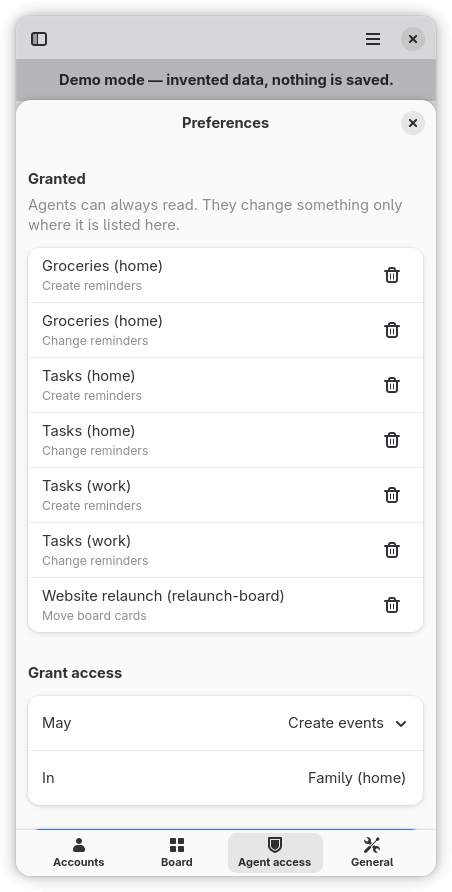 Demo mode — invented data, nothing is saved.
Preferences
Granted
Agents can always read. They change something only
where it is listed here.
Groceries (home)
Create reminders
Groceries (home)
Change reminders
Tasks (home)
Create reminders
Tasks (home)
Change reminders
Tasks (work)
Create reminders
Tasks (work)
Change reminders
Website relaunch (relaunch-board)
Move board cards
Grant access
May Create events
In Family (home)
Accounts Board Agent access General